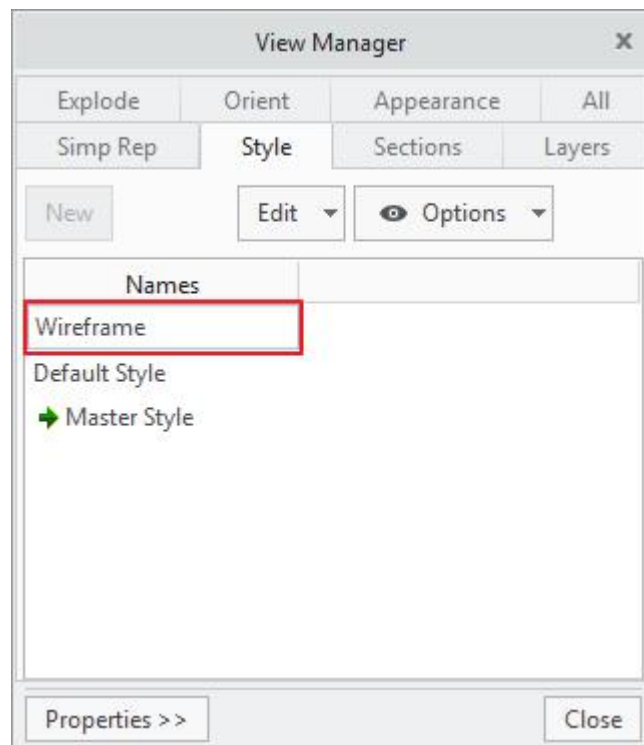 View Manager
Explode Orient Appearance All
Simp Rep Style Sections Layers
New Edit Options
Names
Wireframe
Default Style
Master Style
Properties >> Close